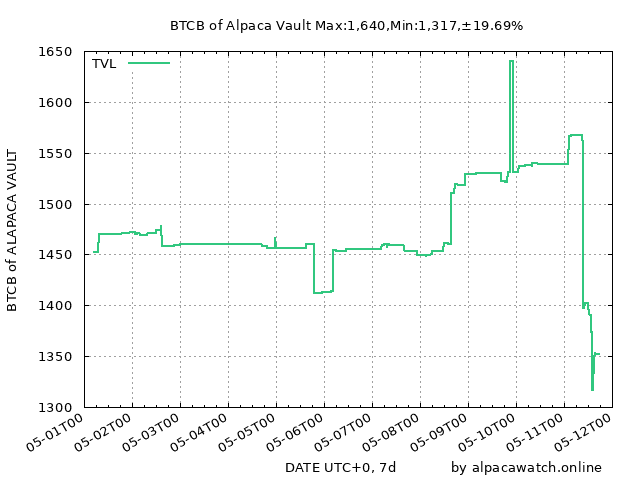 BTCB of Alpaca Vault Max:1,640,Min:1,317,±19.69%
TVL
1650
1600
1550
1500
1450
1400
1350
1300
BTCB of ALAPACA VAULT
05-01T00
05-02T00
05-03T00
05-04T00
05-05T00
05-06T00
05-07T00
05-08T00
05-09T00
05-10T00
05-11T00
05-12T00
DATE UTC+0, 7d
by alpacawatch.online